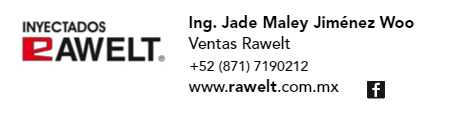 INYECTADOS
RAWELT®
Ing. Jade Maley Jiménez Woo
Ventas Rawelt
+52 (871) 7190212
www.rawelt.com.mx
f